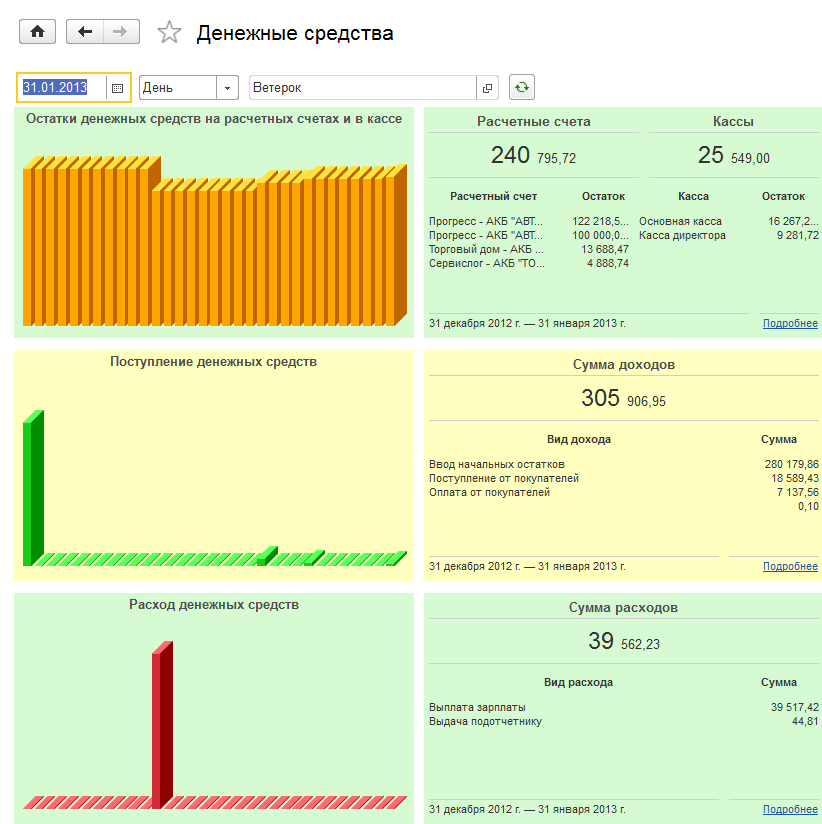 Денежные средства
31.01.2013 День Ветерок
Остатки денежных средств на расчетных счетах и в кассе
Расчетные счета Кассы
240 795,72 25 549,00
Расчетный счет Остаток Касса Остаток
Прогресс - АКБ "АВТ... 122 218,5... Основная касса 16 267,2...
Прогресс - АКБ "АВТ... 100 000,0... Касса директора 9 281,72
Торговый дом - АКБ ... 13 688,47
Сервислог - АКБ "ТО... 4 888,74
31 декабря 2012 г. — 31 января 2013 г. Подробнее
Поступление денежных средств
Сумма доходов
305 906,95
Вид дохода Сумма
Ввод начальных остатков 280 179,86
Поступление от покупателей 18 589,43
Оплата от покупателей 7 137,56
0,10
31 декабря 2012 г. — 31 января 2013 г. Подробнее
Расход денежных средств
Сумма расходов
39 562,23
Вид расхода Сумма
Выплата зарплаты 39 517,42
Выдача подотчетнику 44,81
31 декабря 2012 г. — 31 января 2013 г. Подробнее